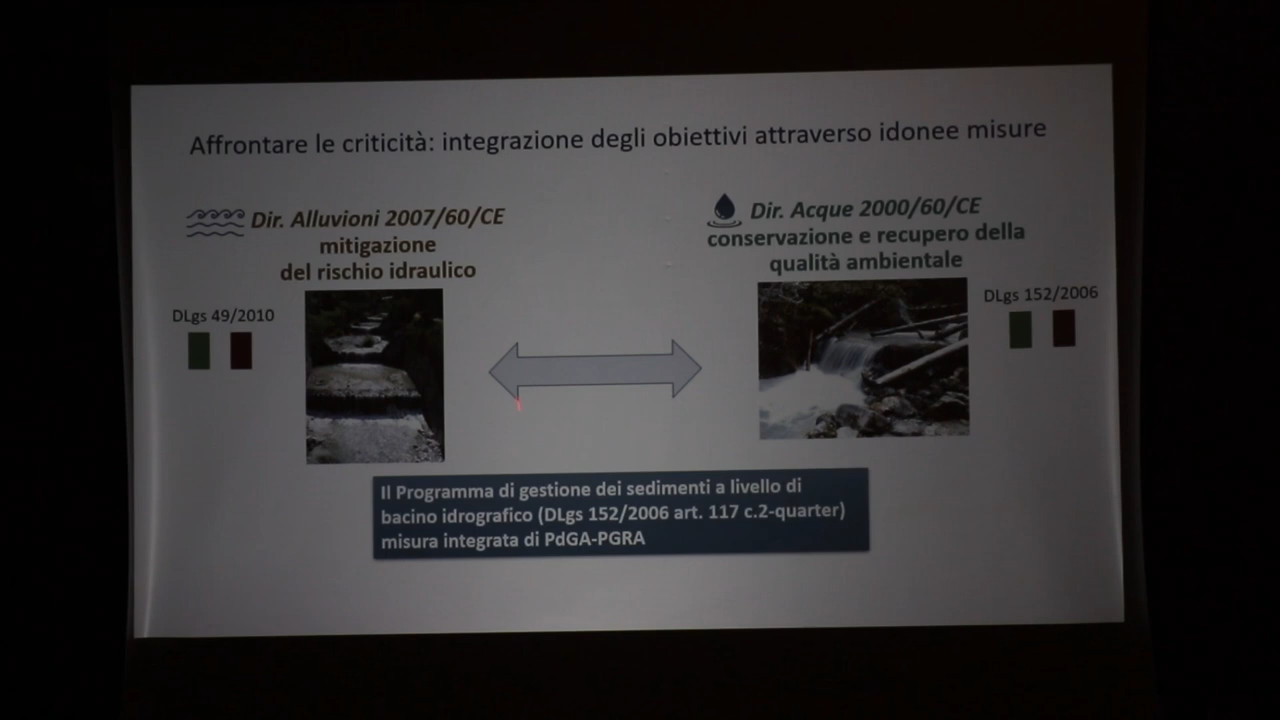 Affrontare le criticità: integrazione degli obiettivi attraverso idonee misure
Dir. Alluvioni 2007/60/CE
mitigazione
del rischio idraulico
DLgs 49/2010
Dir. Acque 2000/60/CE
conservazione e recupero della
qualità ambientale
DLgs 152/2006
Il Programma di gestione dei sedimenti a livello di
bacino idrografico (DLgs 152/2006 art. 117 c.2-quarter)
misura integrata di PdGA-PGRA